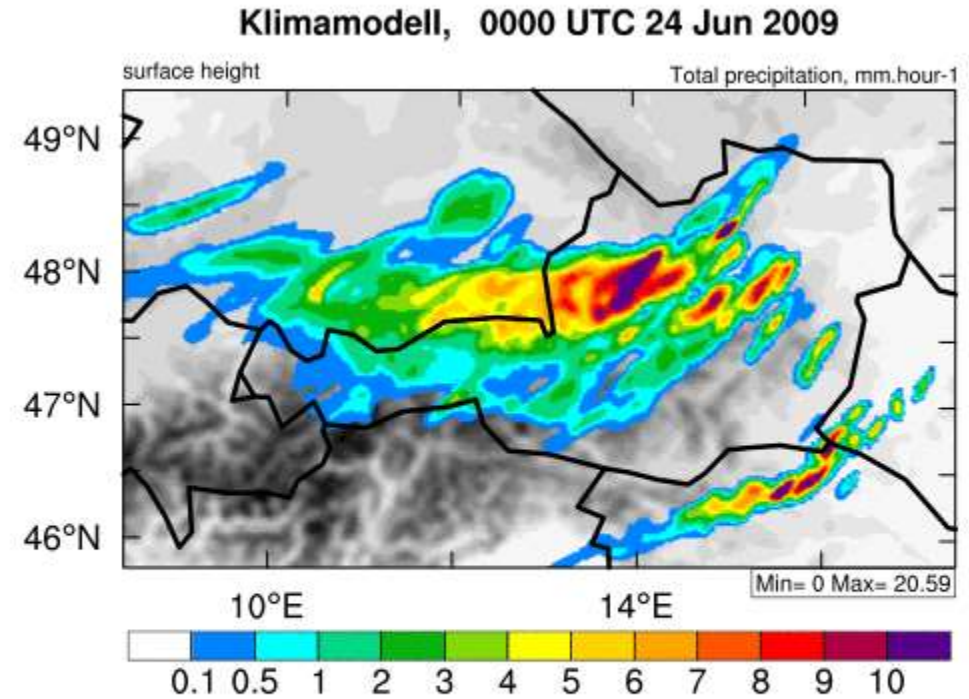 Klimamodell, 0000 UTC 24 Jun 2009
surface height Total precipitation, mm.hour-1
49°N
48°N
47°N
46°N
Min= 0 Max= 20.59
10°E 14°E
0.1 0.5 1 2 3 4 5 6 7 8 9 10